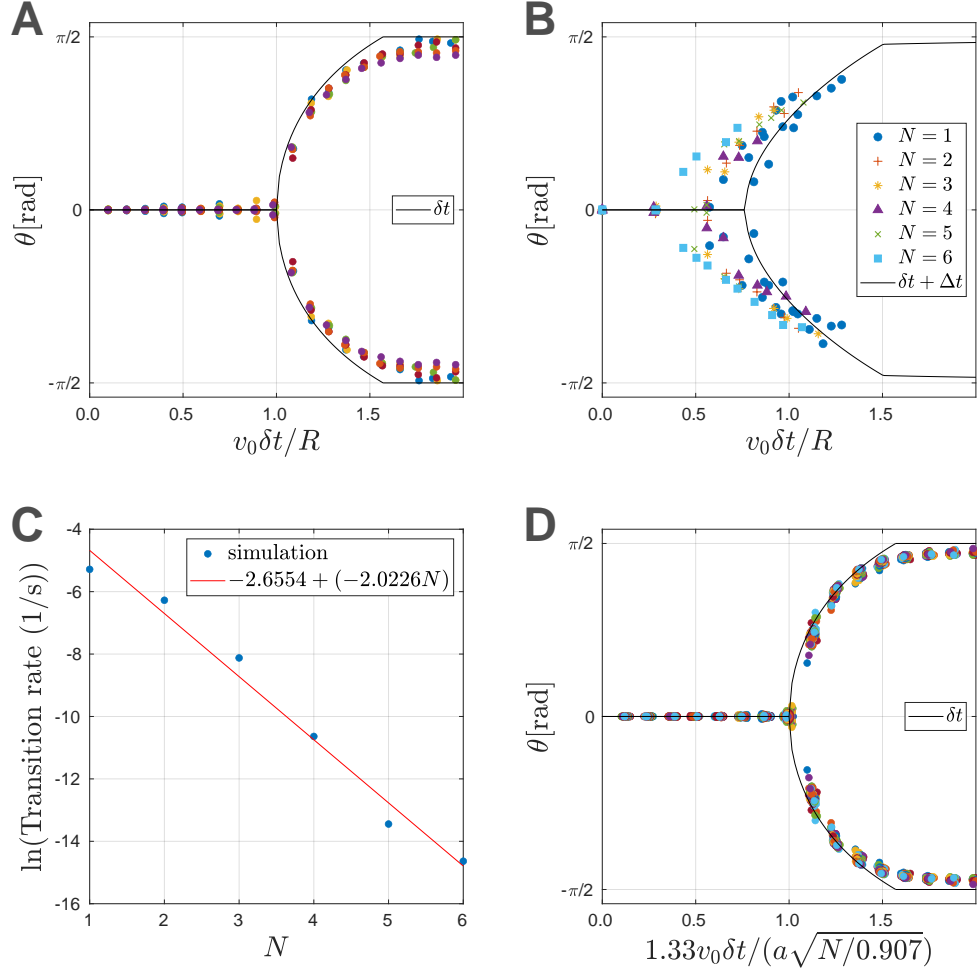 A
π/2
0
-π/2
θ[rad]
δt
0.0 0.5 1.0 1.5
v₀δt/R
B
π/2
0
-π/2
θ[rad]
N = 1
N = 2
N = 3
N = 4
N = 5
N = 6
δt + Δt
0.0 0.5 1.0 1.5
v₀δt/R
C
-4
-6
-8
-10
-12
-14
-16
ln(Transition rate (1/s))
simulation
−2.6554 + (−2.0226N)
1 2 3 4 5 6
N
D
π/2
0
-π/2
θ[rad]
δt
0.0 0.5 1.0 1.5
1.33v₀δt/(a√N/0.907)